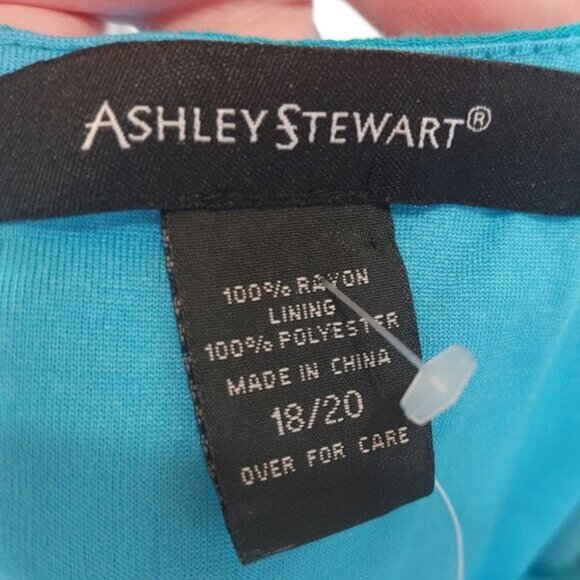 ASHLEY STEWART®
100% RAYON
LINING
100% POLYESTER
MADE IN CHINA
18/20
OVER FOR CARE